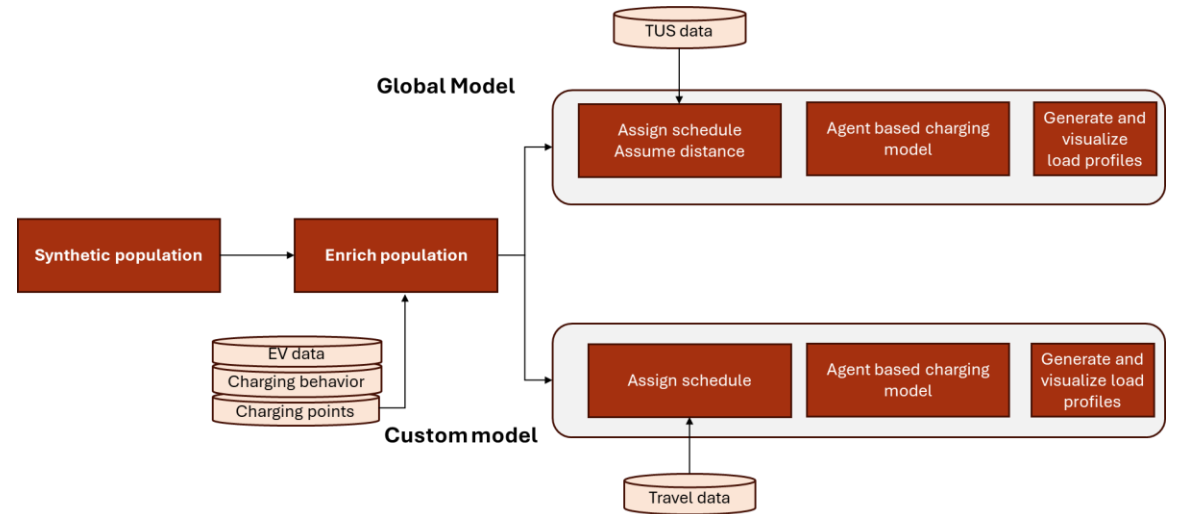 TUS data
Global Model
Assign schedule
Assume distance
Agent based charging
model
Generate and
visualize
load profiles
Synthetic population
Enrich population
EV data
Charging behavior
Charging points
Custom model
Assign schedule
Agent based charging
model
Generate and
visualize load
profiles
Travel data